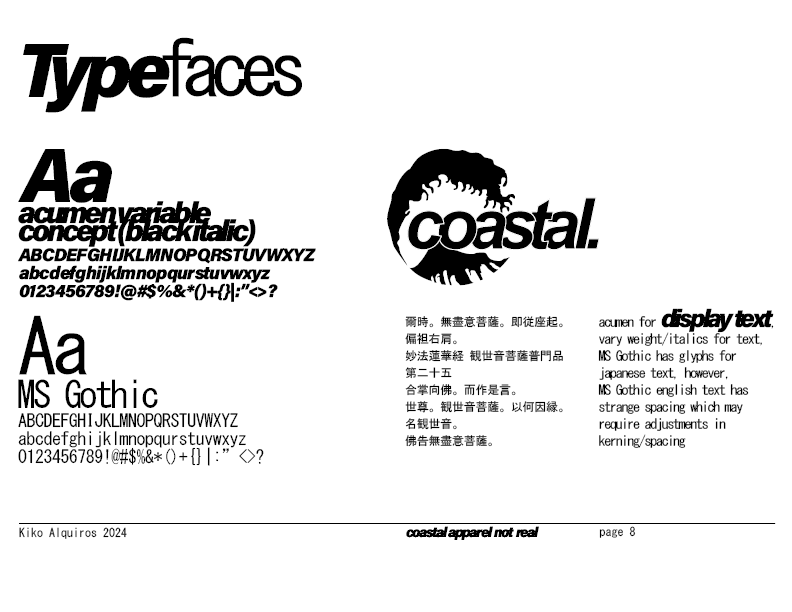 Typefaces
Aa
acumen variable
concept (black italic)
ABCDEFGHIJKLMNOPQRSTUVWXYZ
abcdefghijklmnopqurstuvwxyz
0123456789!@#$%&*()+{}|:”<>?
Aa
MS Gothic
ABCDEFGHIJKLMNOPQRSTUVWXYZ
abcdefghijklmnopqurstuvwxyz
0123456789!@#$%&*()+{}|:”<>?
coastal.
爾時。無盡意菩薩。即従座起。
偏袒右肩。
妙法蓮華経 観世音菩薩普門品
第二十五
合掌向佛。而作是言。
世尊。観世音菩薩。以何因縁。
名観世音。
佛告無盡意菩薩。
acumen for display text,
vary weight/italics for text,
MS Gothic has glyphs for
japanese text, however,
MS Gothic english text has
strange spacing which may
require adjustments in
kerning/spacing
Kiko Alquiros 2024
coastal apparel not real
page 8